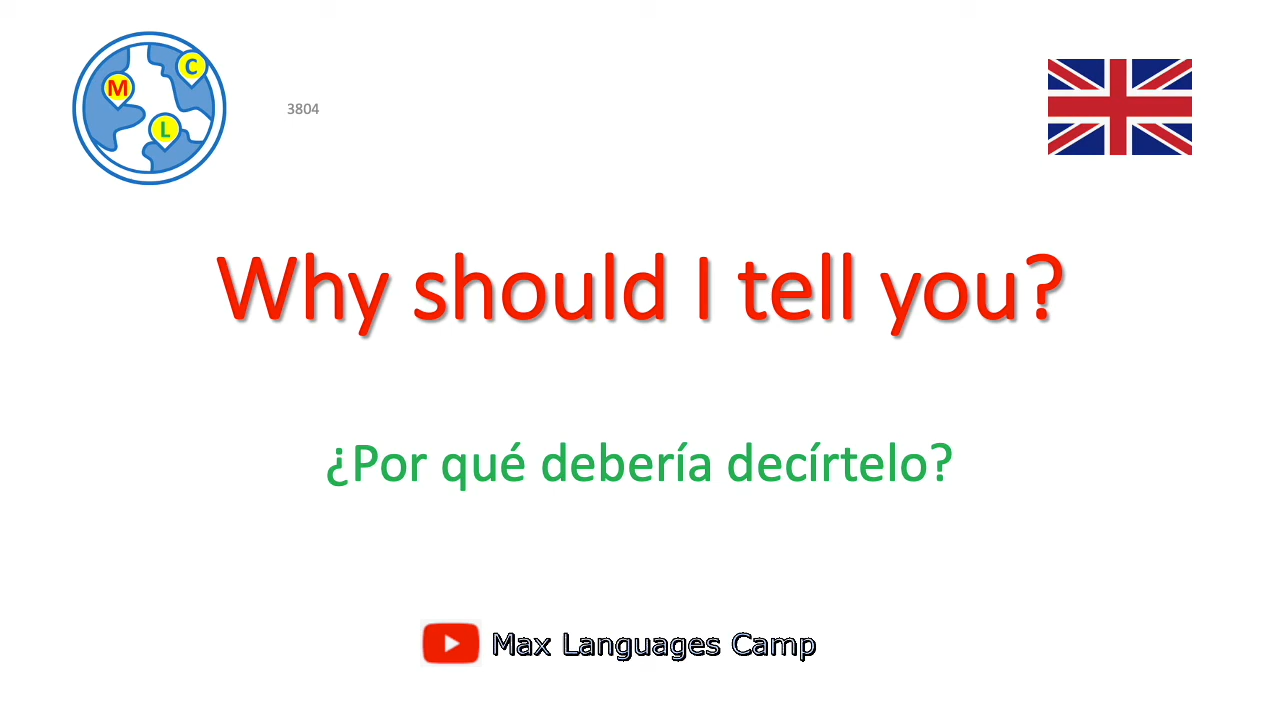 M
C
L
3804
Why should I tell you?
¿Por qué debería decírtelo?
Max Languages Camp